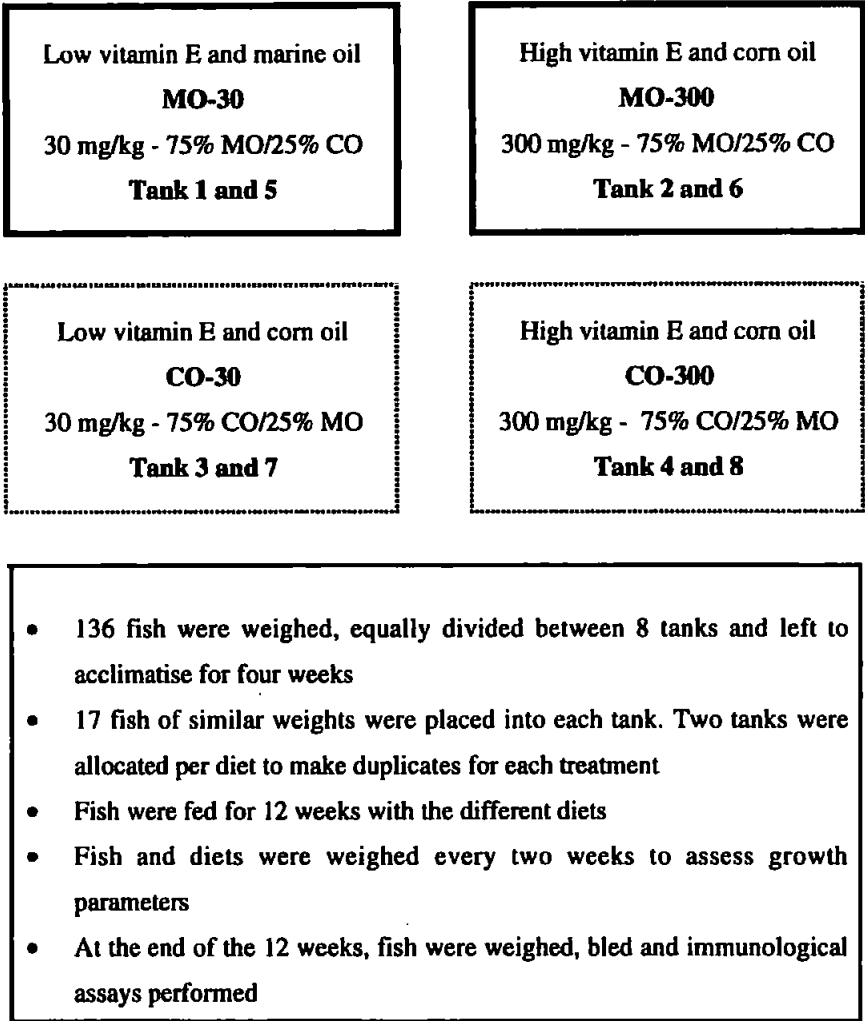 Low vitamin E and marine oil
MO-30
30 mg/kg - 75% MO/25% CO
Tank 1 and 5
High vitamin E and corn oil
MO-300
300 mg/kg - 75% MO/25% CO
Tank 2 and 6
Low vitamin E and corn oil
CO-30
30 mg/kg - 75% CO/25% MO
Tank 3 and 7
High vitamin E and corn oil
CO-300
300 mg/kg - 75% CO/25% MO
Tank 4 and 8
• 136 fish were weighed, equally divided between 8 tanks and left to
acclimatise for four weeks
• 17 fish of similar weights were placed into each tank. Two tanks were
allocated per diet to make duplicates for each treatment
• Fish were fed for 12 weeks with the different diets
• Fish and diets were weighed every two weeks to assess growth
parameters
• At the end of the 12 weeks, fish were weighed, bled and immunological
assays performed